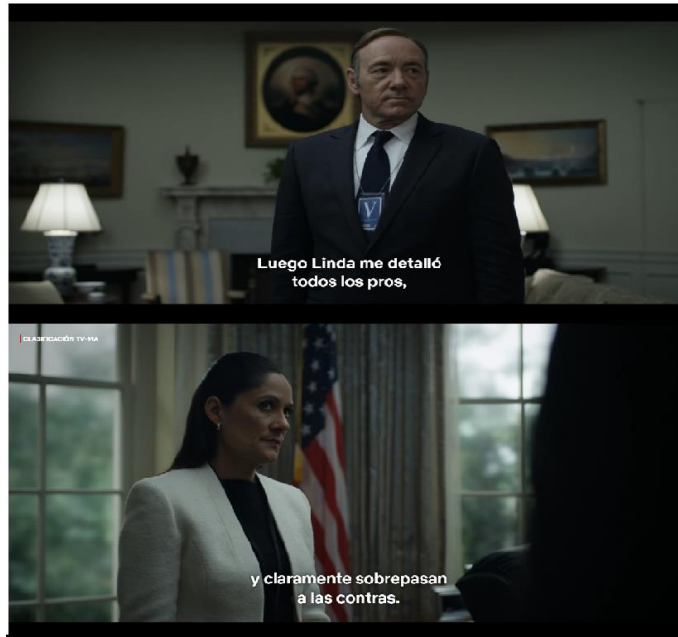 V
Luego Linda me detalló
todos los pros,
CLASIFICACIÓN TV-MA
y claramente sobrepasan
a las contras.